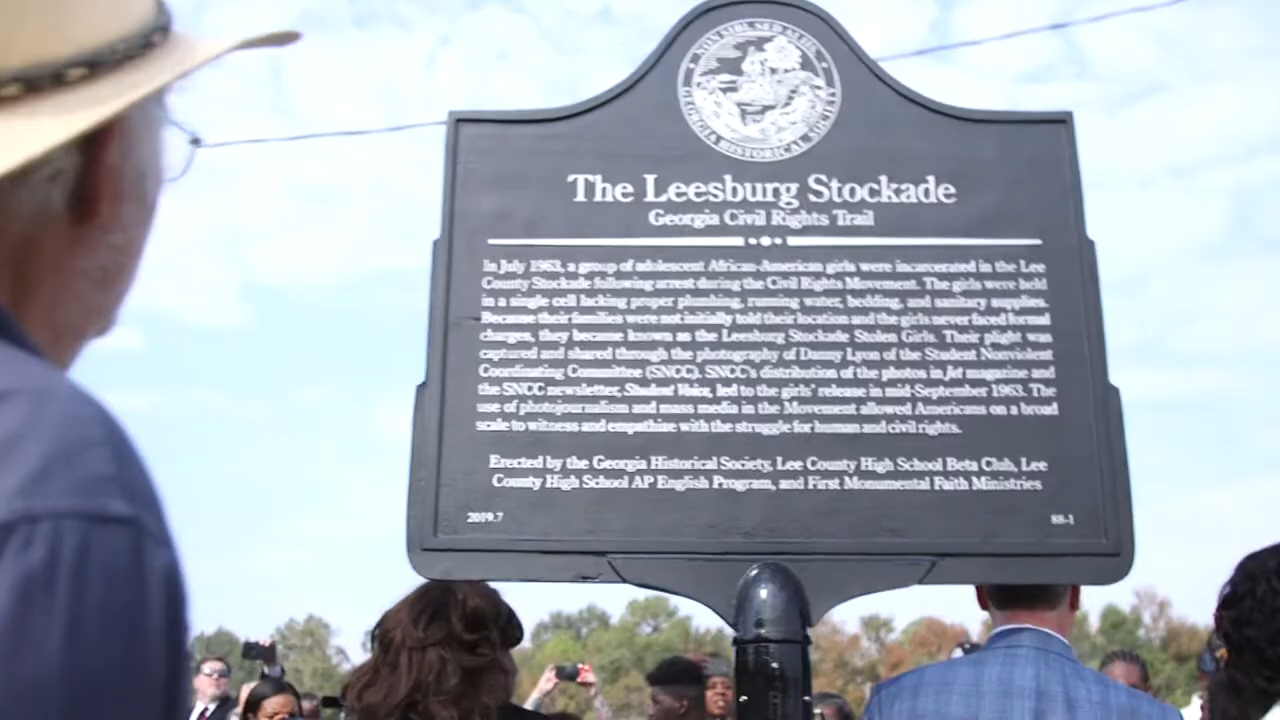 NON SIBI SED ALIIS
GEORGIA HISTORICAL SOCIETY
The Leesburg Stockade
Georgia Civil Rights Trail
In July 1963, a group of adolescent African-American girls were incarcerated in the Lee
County Stockade following arrest during the Civil Rights Movement. The girls were held
in a single cell lacking proper plumbing, running water, bedding, and sanitary supplies.
Because their families were not initially told their location and the girls never faced formal
charges, they became known as the Leesburg Stockade Stolen Girls. Their plight was
captured and shared through the photography of Danny Lyon of the Student Nonviolent
Coordinating Committee (SNCC). SNCC's distribution of the photos in Jet magazine and
the SNCC newsletter, Student Voice, led to the girls' release in mid-September 1963. The
use of photojournalism and mass media in the Movement allowed Americans on a broad
scale to witness and empathize with the struggle for human and civil rights.
Erected by the Georgia Historical Society, Lee County High School Beta Club, Lee
County High School AP English Program, and First Monumental Faith Ministries
2019.7 88-1